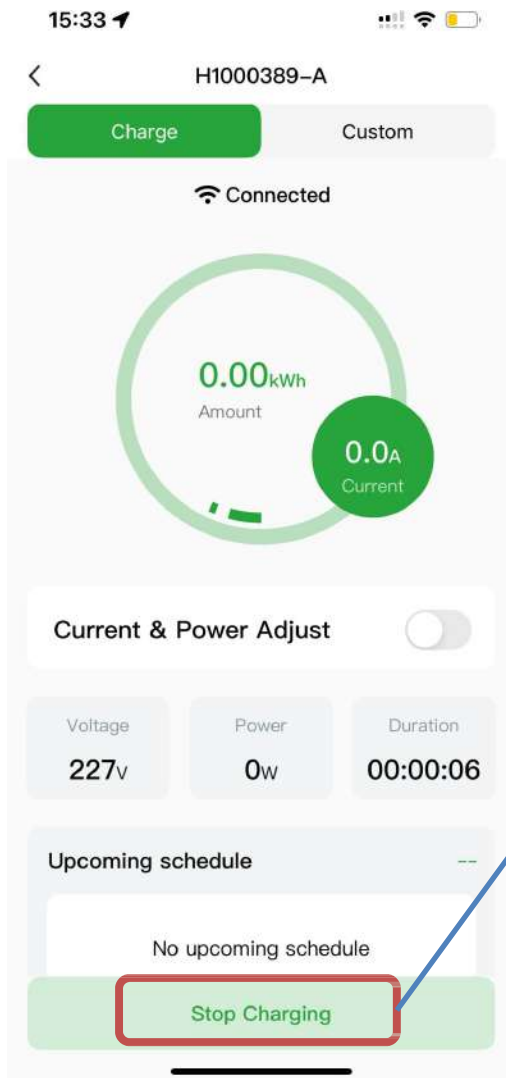 15:33
H1000389-A
Charge Custom
Connected
0.00kWh
Amount
0.0A
Current
Current & Power Adjust
Voltage Power Duration
227V 0W 00:00:06
Upcoming schedule --
No upcoming schedule
Stop Charging